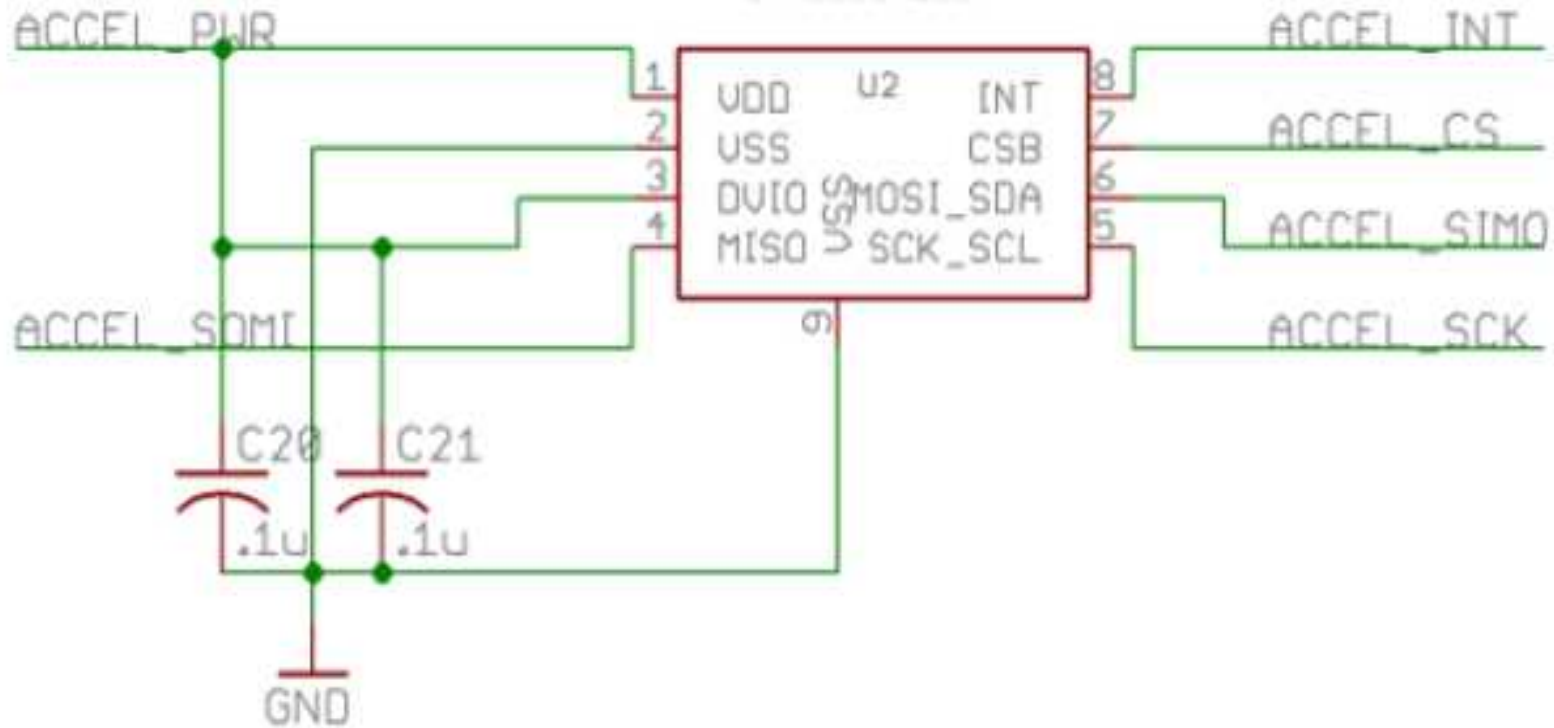 ACCEL_PWR
ACCEL_SOMI
1
2
3
4
VDD
VSS
DVIO
MISO
U2
VSS
INT
CSB
MOSI_SDA
SCK_SCL
8
7
6
5
9
ACCEL_INT
ACCEL_CS
ACCEL_SIMO
ACCEL_SCK
C20
.1u
C21
.1u
GND